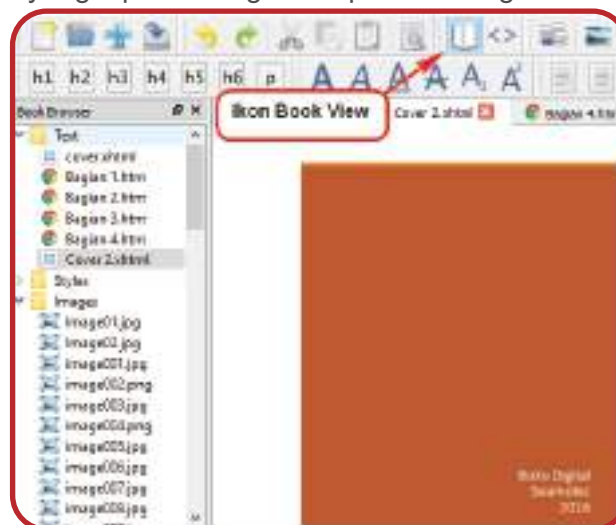 h1 h2 h3 h4 h5 h6 p A A A A A A
Book Browser
Ikon Book View
Cover 2.xhtml
Bagian 4.htm
Text
cover.xhtml
Bagian 1.htm
Bagian 2.htm
Bagian 3.htm
Bagian 4.htm
Cover 2.xhtml
Styles
Images
Image01.jpg
Image02.jpg
image001.jpg
image002.png
image003.jpg
image004.png
image005.jpg
image006.jpg
image007.jpg
image008.jpg
Buku Digital
2016